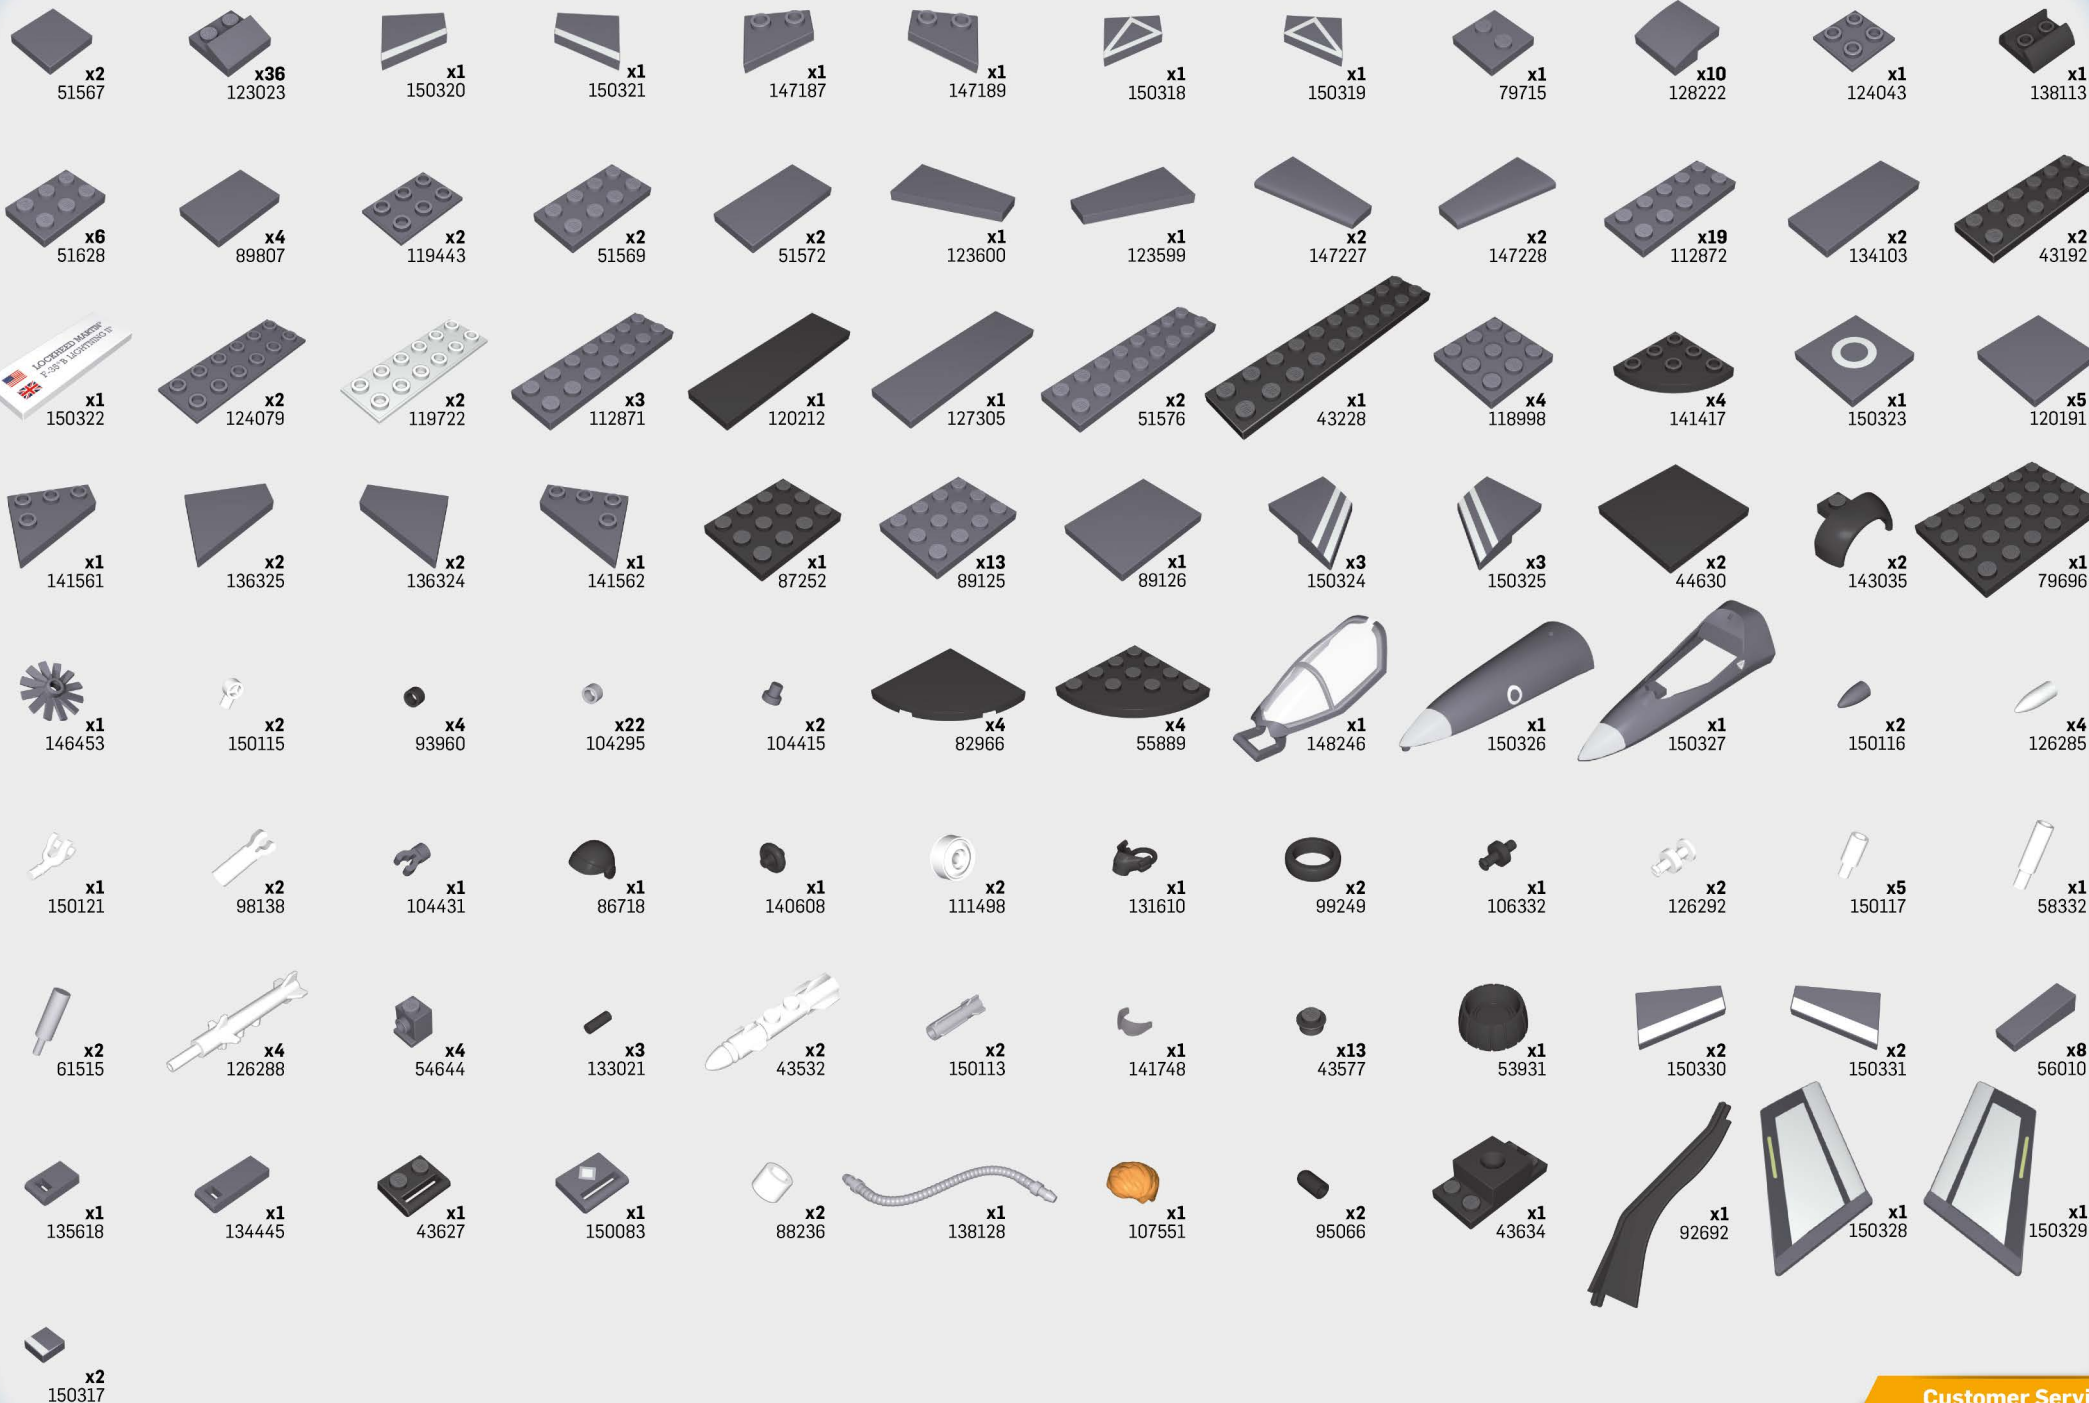 x2 x36 x1 x1 x1 x1 x1 x1 x1 x10 x1 x1
51567 123023 150320 150321 147187 147189 150318 150319 79715 128222 124043 138113
x6 x4 x2 x2 x2 x1 x1 x2 x2 x19 x2 x2
51628 89807 119443 51569 51572 123600 123599 147227 147228 112872 134103 43192
LOCKHEED MARTIN®
F-35®B LIGHTNING II®
x1 x2 x2 x3 x1 x1 x2 x1 x4 x4 x1 x5
150322 124079 119722 112871 120212 127305 51576 43228 118998 141417 150323 120191
x1 x2 x2 x1 x1 x13 x1 x3 x3 x2 x2 x1
141561 136325 136324 141562 87252 89125 89126 150324 150325 44630 143035 79696
x1 x2 x4 x22 x2 x4 x4 x1 x1 x1 x2 x4
146453 150115 93960 104295 104415 82966 55889 148246 150326 150327 150116 126285
x1 x2 x1 x1 x1 x2 x1 x2 x1 x2 x5 x1
150121 98138 104431 86718 140608 111498 131610 99249 106332 126292 150117 58332
x2 x4 x4 x3 x2 x2 x1 x13 x1 x2 x2 x8
61515 126288 54644 133021 43532 150113 141748 43577 53931 150330 150331 56010
x1 x1 x1 x1 x2 x1 x1 x2 x1 x1 x1 x1
135618 134445 43627 150083 88236 138128 107551 95066 43634 92692 150328 150329
x2
150317
Customer Servi